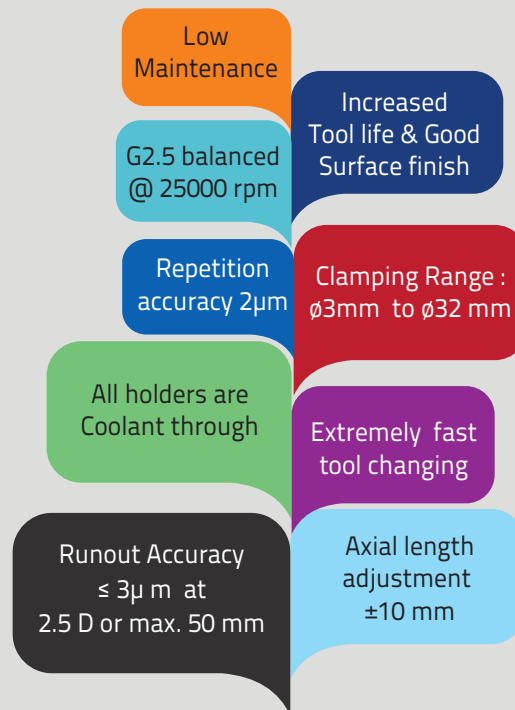 Low
Maintenance
Increased
Tool life & Good
Surface finish
G2.5 balanced
@ 25000 rpm
Repetition
accuracy 2µm
Clamping Range :
ø3mm to ø32 mm
All holders are
Coolant through
Extremely fast
tool changing
Runout Accuracy
≤ 3µ m at
2.5 D or max. 50 mm
Axial length
adjustment
±10 mm